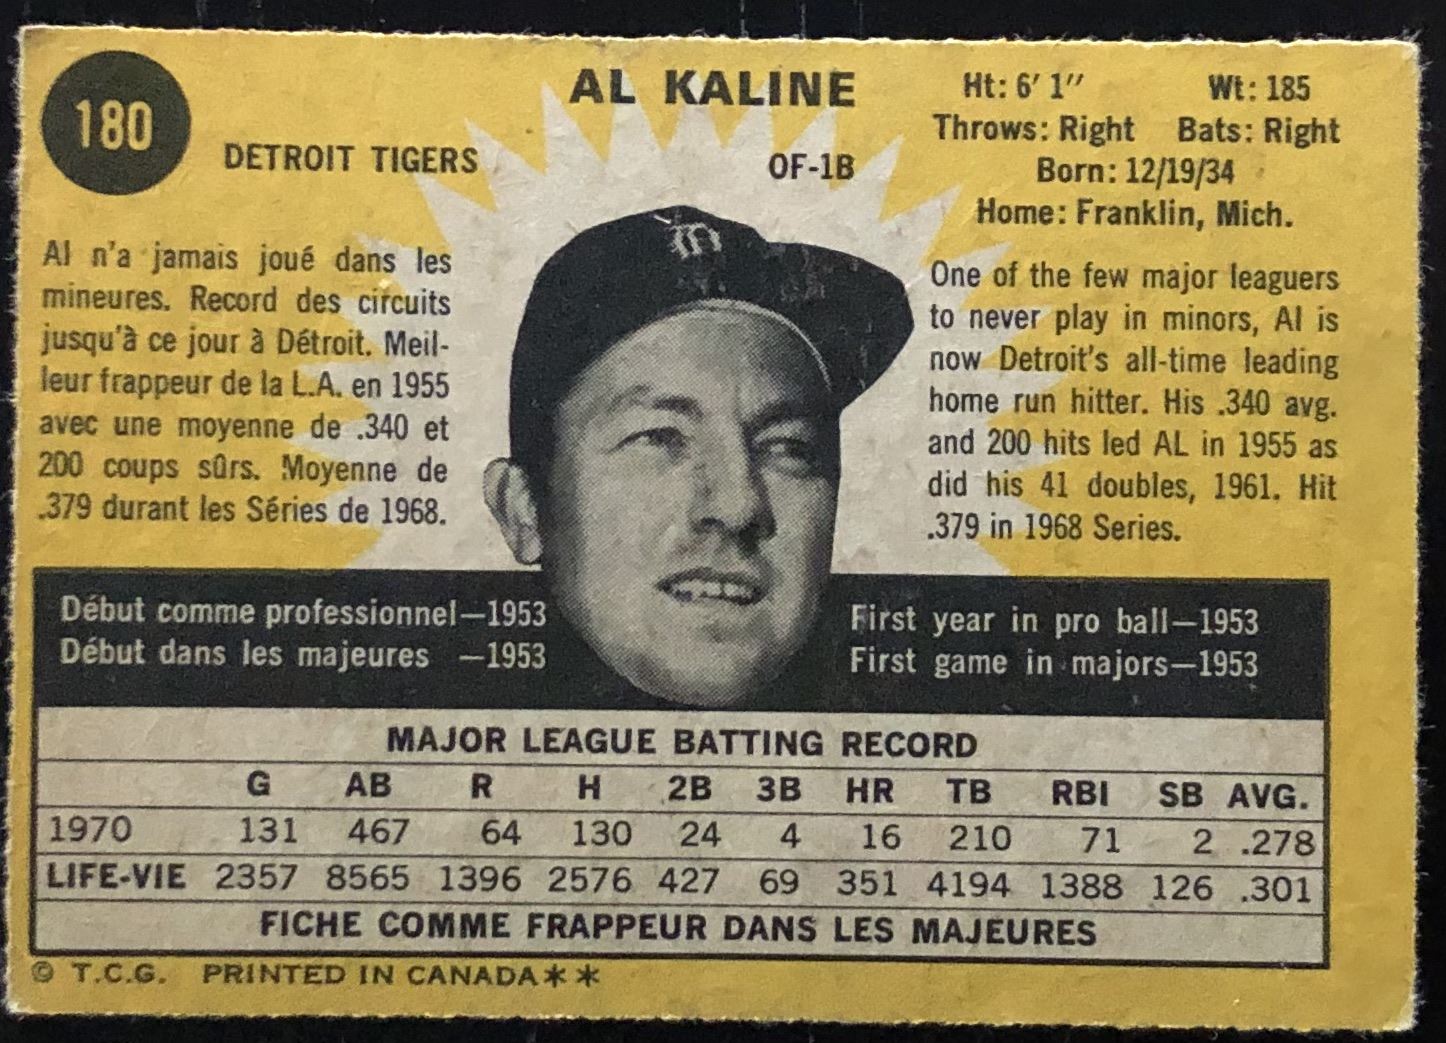 180
AL KALINE
DETROIT TIGERS
OF-1B
Ht: 6' 1" Wt: 185
Throws: Right Bats: Right
Born: 12/19/34
Home: Franklin, Mich.
Al n'a jamais joué dans les
mineures. Record des circuits
jusqu'à ce jour à Détroit. Meil-
leur frappeur de la L.A. en 1955
avec une moyenne de .340 et
200 coups sûrs. Moyenne de
.379 durant les Séries de 1968.
One of the few major leaguers
to never play in minors, Al is
now Detroit's all-time leading
home run hitter. His .340 avg.
and 200 hits led AL in 1955 as
did his 41 doubles, 1961. Hit
.379 in 1968 Series.
Début comme professionnel—1953
Début dans les majeures —1953
First year in pro ball—1953
First game in majors—1953
MAJOR LEAGUE BATTING RECORD
G AB R H 2B 3B HR TB RBI SB AVG.
1970 131 467 64 130 24 4 16 210 71 2 .278
LIFE-VIE 2357 8565 1396 2576 427 69 351 4194 1388 126 .301
FICHE COMME FRAPPEUR DANS LES MAJEURES
© T.C.G. PRINTED IN CANADA**